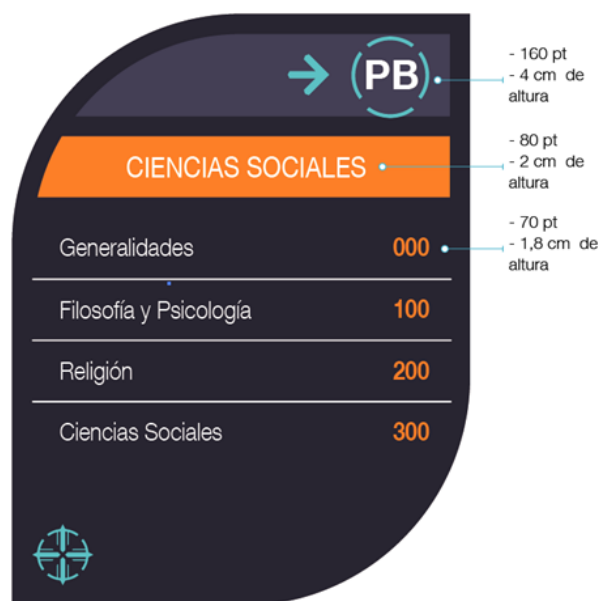 PB
- 160 pt
- 4 cm de
altura
CIENCIAS SOCIALES
- 80 pt
- 2 cm de
altura
Generalidades 000
- 70 pt
- 1,8 cm de
altura
Filosofía y Psicología 100
Religión 200
Ciencias Sociales 300